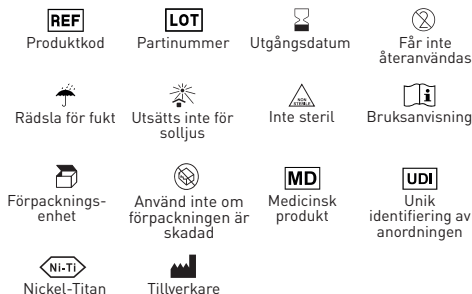 REF
LOT
Produktkod
Partinummer
Utgångsdatum
Får inte
återanvändas
2
Rädsla för fukt
Utsätts inte för
solljus
NON
STERILE
Inte steril
i
Bruksanvisning
Förpacknings-
enhet
Använd inte om
förpackningen är
skadad
MD
Medicinsk
produkt
UDI
Unik
identifiering av
anordningen
Ni-Ti
Nickel-Titan
Tillverkare